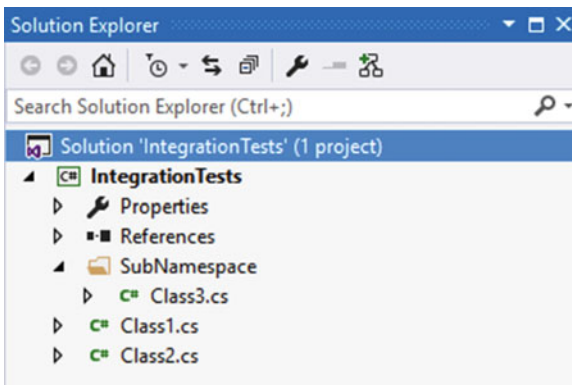 Solution Explorer
Search Solution Explorer (Ctrl+;)
Solution 'IntegrationTests' (1 project)
C# IntegrationTests
Properties
References
SubNamespace
C# Class3.cs
C# Class1.cs
C# Class2.cs